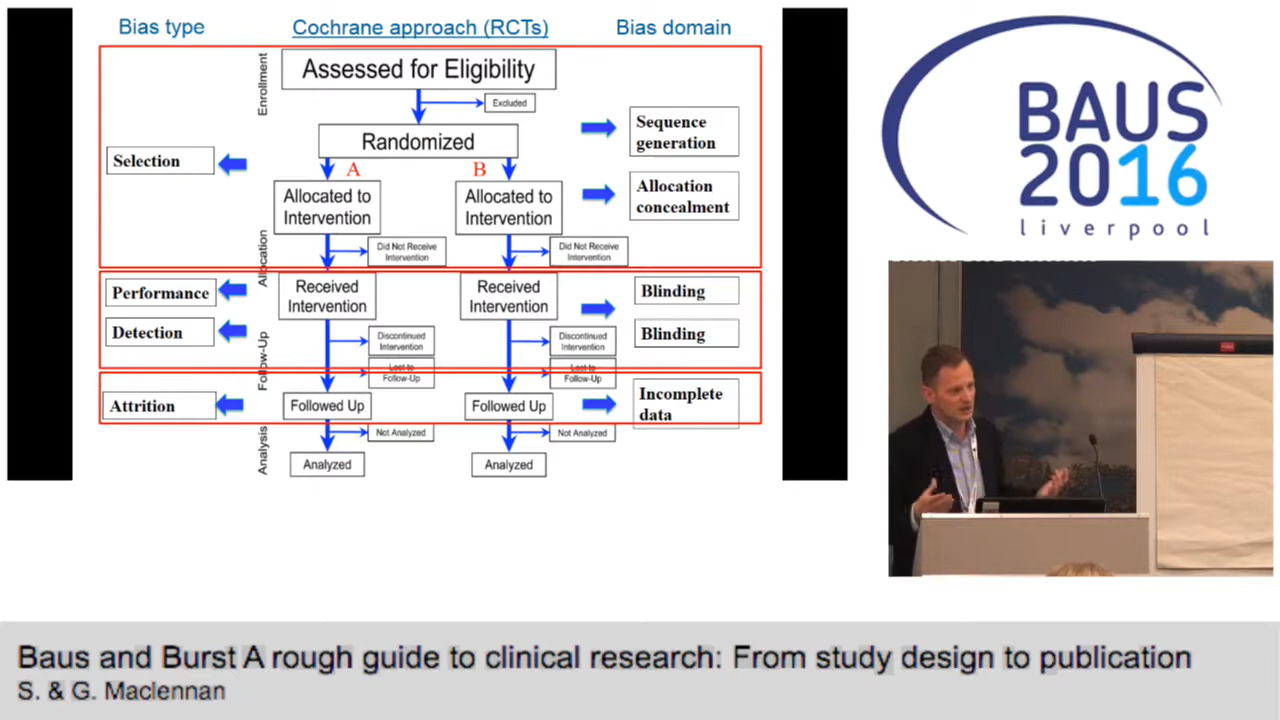 Bias type
Cochrane approach (RCTs)
Bias domain
Enrollment
Assessed for Eligibility
Excluded
Randomized
Sequence
generation
Selection
A
B
Allocated to
Intervention
Allocated to
Intervention
Allocation
concealment
Allocation
Did Not Receive
Intervention
Did Not Receive
Intervention
Performance
Received
Intervention
Received
Intervention
Blinding
Detection
Blinding
Follow-Up
Discontinued
Intervention
Discontinued
Intervention
Lost to
Follow-Up
Lost to
Follow-Up
Attrition
Followed Up
Followed Up
Incomplete
data
Analysis
Not Analyzed
Not Analyzed
Analyzed
Analyzed
BAUS
2016
liverpool
Baus and Burst A rough guide to clinical research: From study design to publication
S. & G. Maclennan